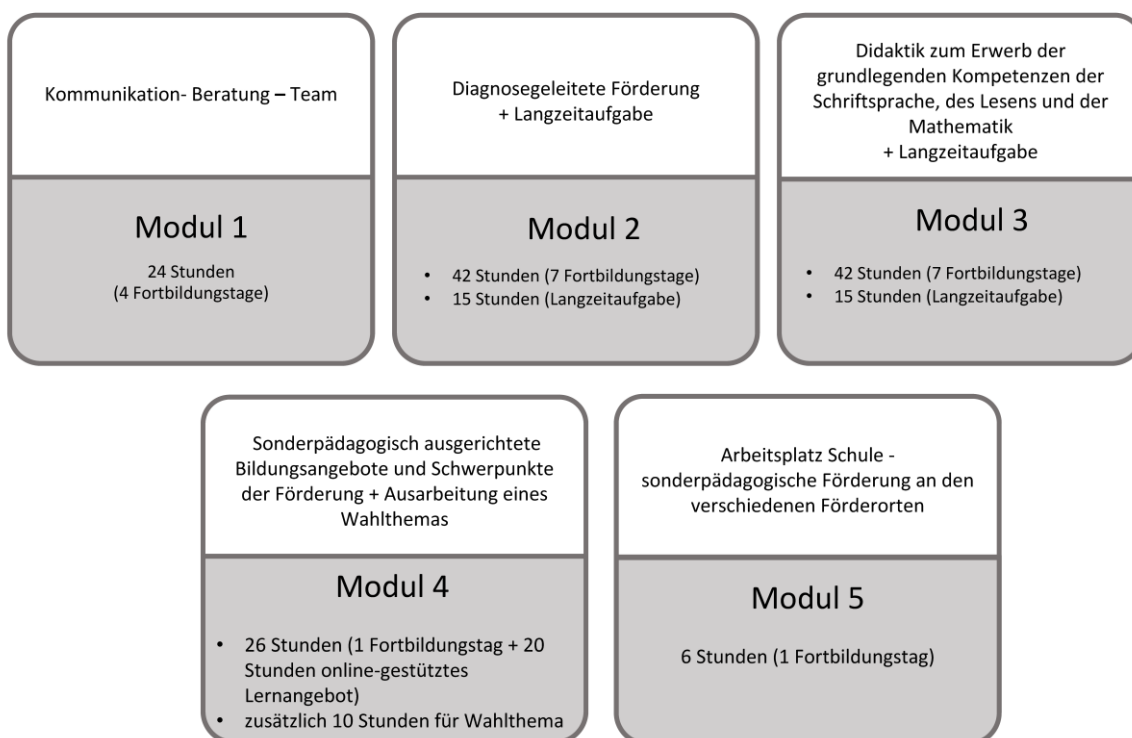 Kommunikation- Beratung – Team
Modul 1
24 Stunden
(4 Fortbildungstage)
Diagnosegeleitete Förderung
+ Langzeitaufgabe
Modul 2
• 42 Stunden (7 Fortbildungstage)
• 15 Stunden (Langzeitaufgabe)
Didaktik zum Erwerb der
grundlegenden Kompetenzen der
Schriftsprache, des Lesens und der
Mathematik
+ Langzeitaufgabe
Modul 3
• 42 Stunden (7 Fortbildungstage)
• 15 Stunden (Langzeitaufgabe)
Sonderpädagogisch ausgerichtete
Bildungsangebote und Schwerpunkte
der Förderung + Ausarbeitung eines
Wahlthemas
Modul 4
• 26 Stunden (1 Fortbildungstag + 20
Stunden online-gestütztes
Lernangebot)
• zusätzlich 10 Stunden für Wahlthema
Arbeitsplatz Schule -
sonderpädagogische Förderung an den
verschiedenen Förderorten
Modul 5
6 Stunden (1 Fortbildungstag)